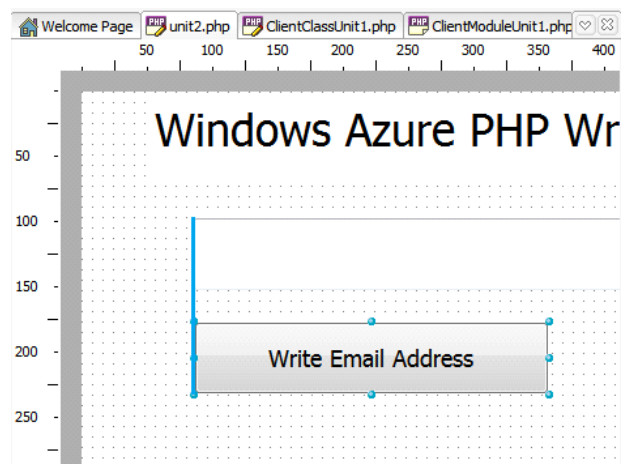 Welcome Page unit2.php ClientClassUnit1.php ClientModuleUnit1.php
50 100 150 200 250 300 350 400
Windows Azure PHP Wr
50
100
150
Write Email Address
200
250